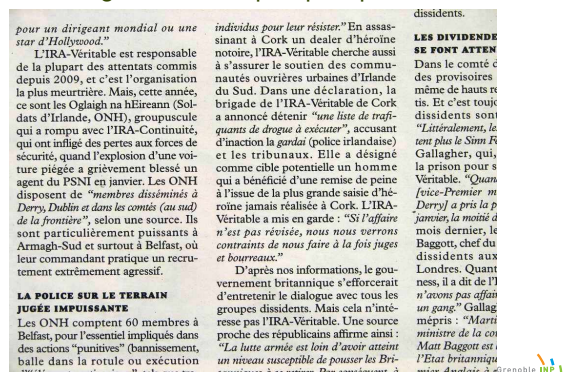 pour un dirigeant mondial ou une
star d'Hollywood."
L'IRA-Véritable est responsable
de la plupart des attentats commis
depuis 2009, et c'est l'organisation
la plus meurtrière. Mais, cette année,
ce sont les Oglaigh na hEireann (Sol-
dats d'Irlande, ONH), groupuscule
qui a rompu avec l'IRA-Continuité,
qui ont infligé des pertes aux forces de
sécurité, quand l'explosion d'une voi-
ture piégée a grièvement blessé un
agent du PSNI en janvier. Les ONH
disposent de "membres disséminés à
Derry, Dublin et dans les comtés (au sud)
de la frontière", selon une source. Ils
sont particulièrement puissants à
Armagh-Sud et surtout à Belfast, où
leur commandant pratique un recru-
tement extrêmement agressif.
LA POLICE SUR LE TERRAIN
JUGÉE IMPUISSANTE
Les ONH comptent 60 membres à
Belfast, pour l'essentiel impliqués dans
des actions "punitives" (bannissement,
balle dans la rotule ou exécution
individus pour leur résister." En assas-
sinant à Cork un dealer d'héroïne
notoire, l'IRA-Véritable cherche aussi
à s'assurer le soutien des commu-
nautés ouvrières urbaines d'Irlande
du Sud. Dans une déclaration, la
brigade de l'IRA-Véritable de Cork
a annoncé détenir "une liste de trafi-
quants de drogue à exécuter", accusant
d'inaction la gardai (police irlandaise)
et les tribunaux. Elle a désigné
comme cible potentielle un homme
qui a bénéficié d'une remise de peine
à l'issue de la plus grande saisie d'hé-
roïne jamais réalisée à Cork. L'IRA-
Véritable a mis en garde : "Si l'affaire
n'est pas révisée, nous nous verrons
contraints de nous faire à la fois juges
et bourreaux."
D'après nos informations, le gou-
vernement britannique s'efforcerait
d'entretenir le dialogue avec tous les
groupes dissidents. Mais cela n'inté-
resse pas l'IRA-Véritable. Une source
proche des républicains affirme ainsi :
"La lutte armée est loin d'avoir atteint
un niveau susceptible de pousser les Bri-
dissidents.
LES DIVIDENDE
SE FONT ATTEN
Dans le comté d
des provisoires
même de hauts re
tis. Et c'est toujo
dissidents sont
"Littéralement, les
tent plus le Sinn F
Gallagher, qui,
la prison pour s
Véritable. "Quan
[vice-Premier m
Derry] a pris la p
janvier, la moitié d
mois dernier, le
Baggott, chef du
dissidents aux
Londres. Quant
ness, il a dit de l'I
n'avons pas affai
un gang." Gallag
mépris : "Marti
ministre de la co
Matt Baggott est
l'Etat britanniqu
Grenoble INP